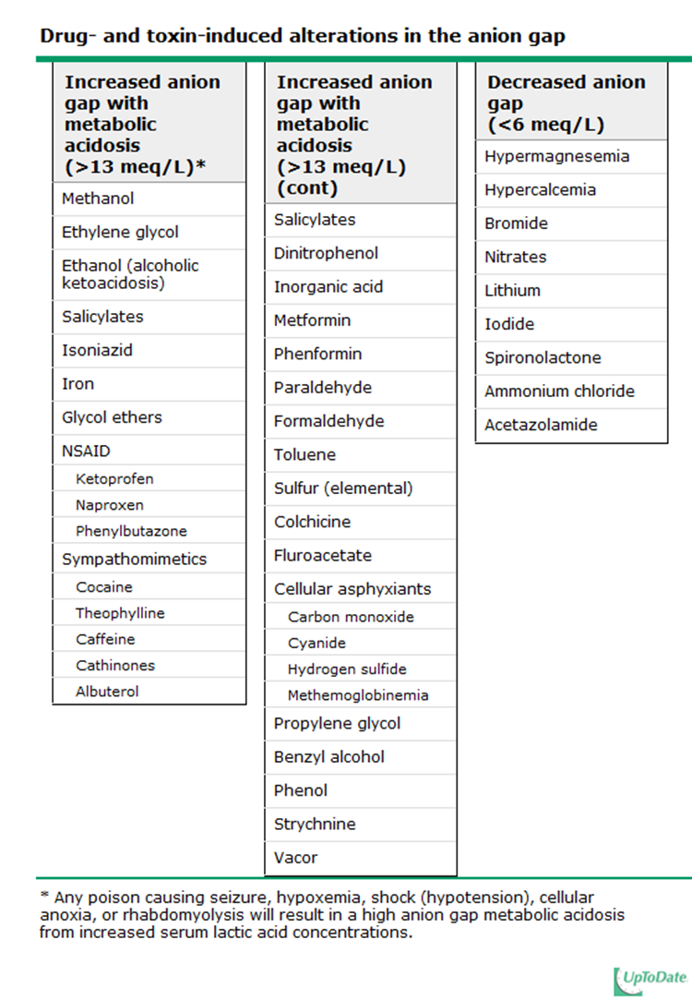 Drug- and toxin-induced alterations in the anion gap
Increased anion
gap with
metabolic
acidosis
(>13 meq/L)*
Methanol
Ethylene glycol
Ethanol (alcoholic
ketoacidosis)
Salicylates
Isoniazid
Iron
Glycol ethers
NSAID
Ketoprofen
Naproxen
Phenylbutazone
Sympathomimetics
Cocaine
Theophylline
Caffeine
Cathinones
Albuterol
Increased anion
gap with
metabolic
acidosis
(>13 meq/L)
(cont)
Salicylates
Dinitrophenol
Inorganic acid
Metformin
Phenformin
Paraldehyde
Formaldehyde
Toluene
Sulfur (elemental)
Colchicine
Fluroacetate
Cellular asphyxiants
Carbon monoxide
Cyanide
Hydrogen sulfide
Methemoglobinemia
Propylene glycol
Benzyl alcohol
Phenol
Strychnine
Vacor
Decreased anion
gap
(<6 meq/L)
Hypermagnesemia
Hypercalcemia
Bromide
Nitrates
Lithium
Iodide
Spironolactone
Ammonium chloride
Acetazolamide
* Any poison causing seizure, hypoxemia, shock (hypotension), cellular
anoxia, or rhabdomyolysis will result in a high anion gap metabolic acidosis
from increased serum lactic acid concentrations.
UpToDate